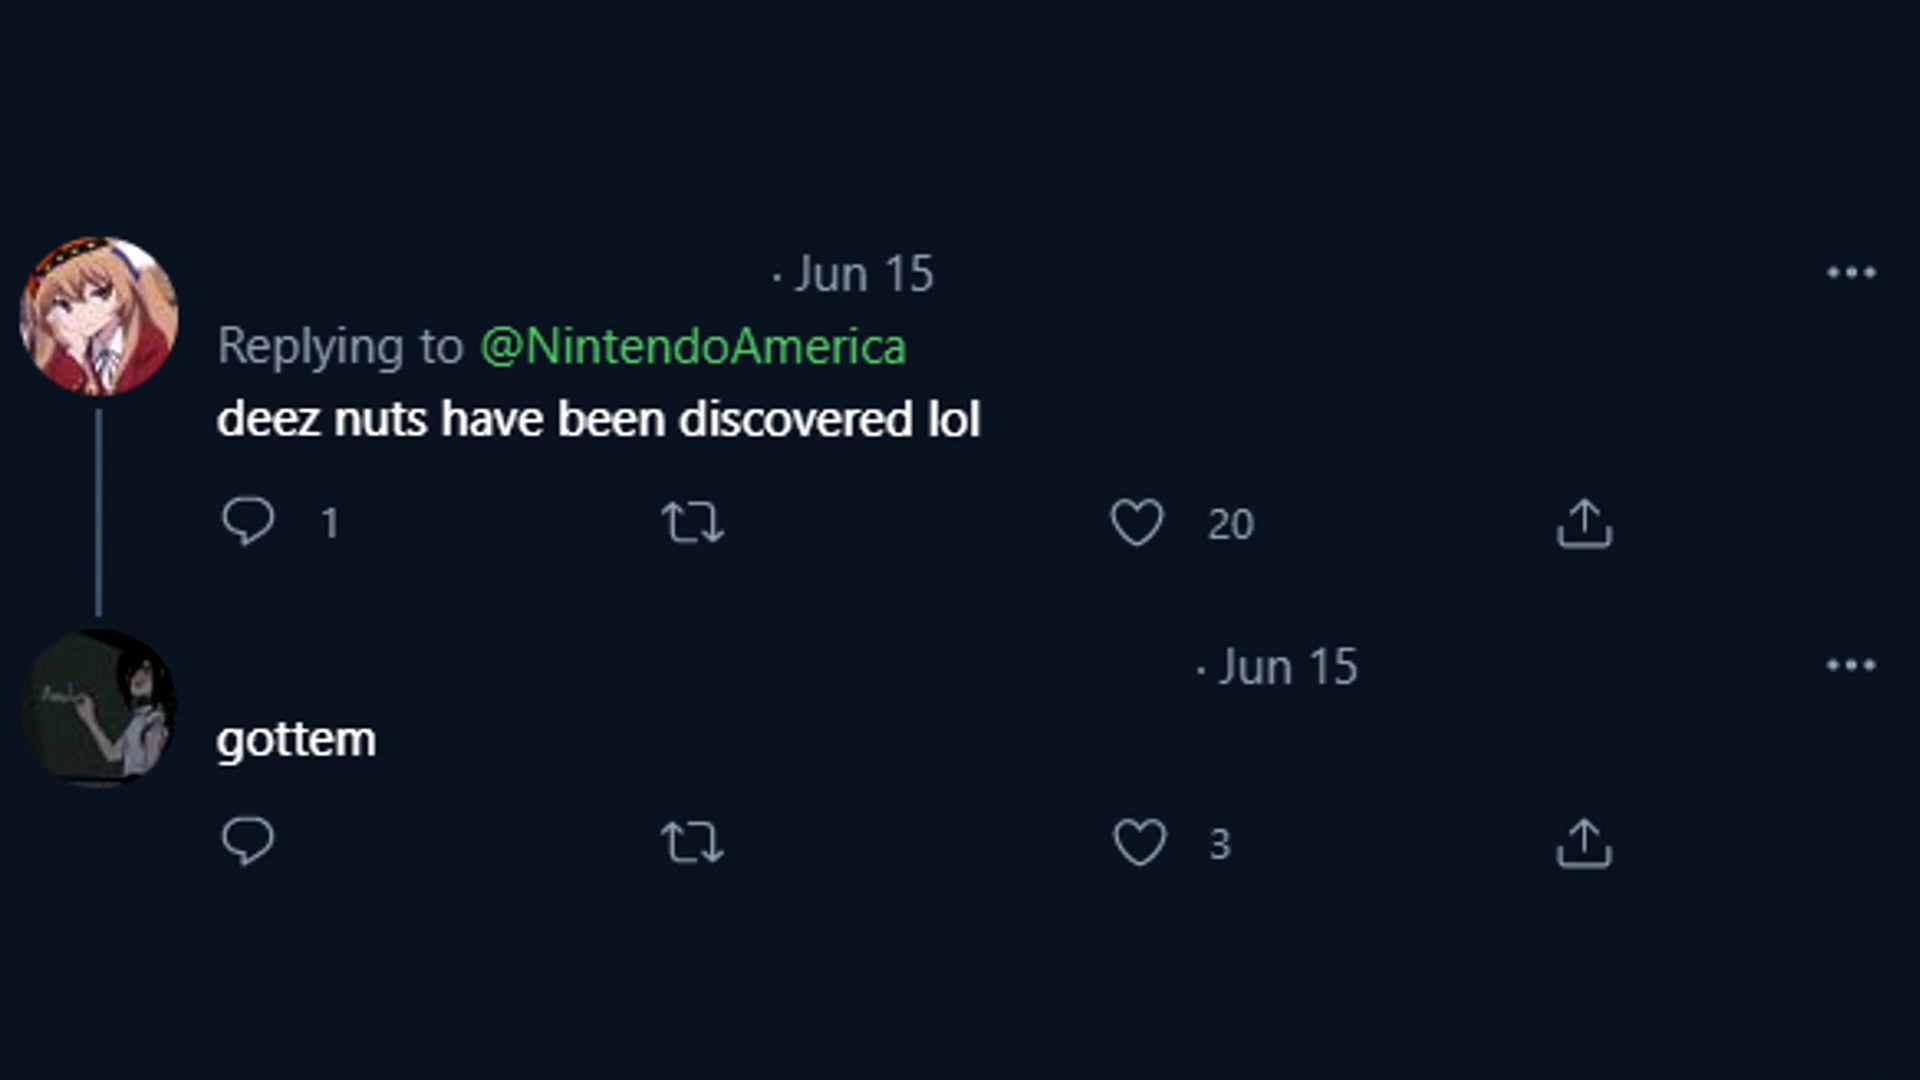 · Jun 15
Replying to @NintendoAmerica
deez nuts have been discovered lol
1 20
· Jun 15
gottem
3